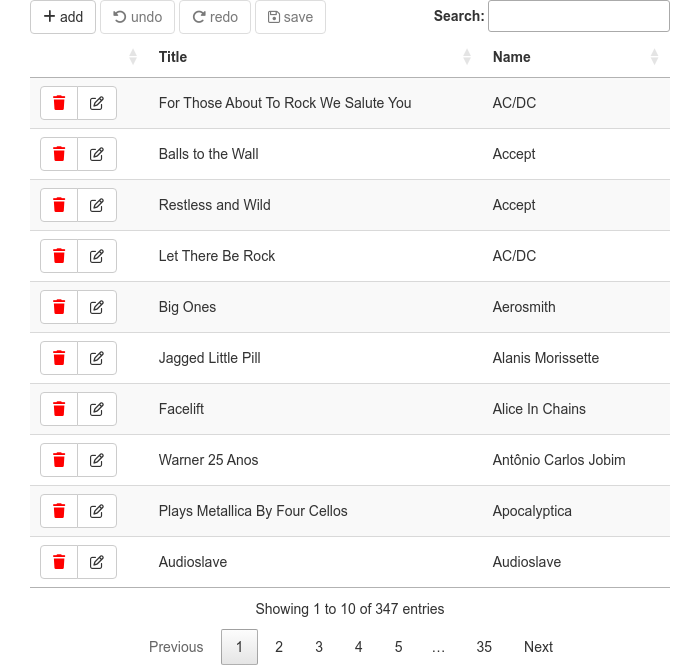 add undo redo save Search:
Title Name
For Those About To Rock We Salute You AC/DC
Balls to the Wall Accept
Restless and Wild Accept
Let There Be Rock AC/DC
Big Ones Aerosmith
Jagged Little Pill Alanis Morissette
Facelift Alice In Chains
Warner 25 Anos Antônio Carlos Jobim
Plays Metallica By Four Cellos Apocalyptica
Audioslave Audioslave
Showing 1 to 10 of 347 entries
Previous 1 2 3 4 5 … 35 Next